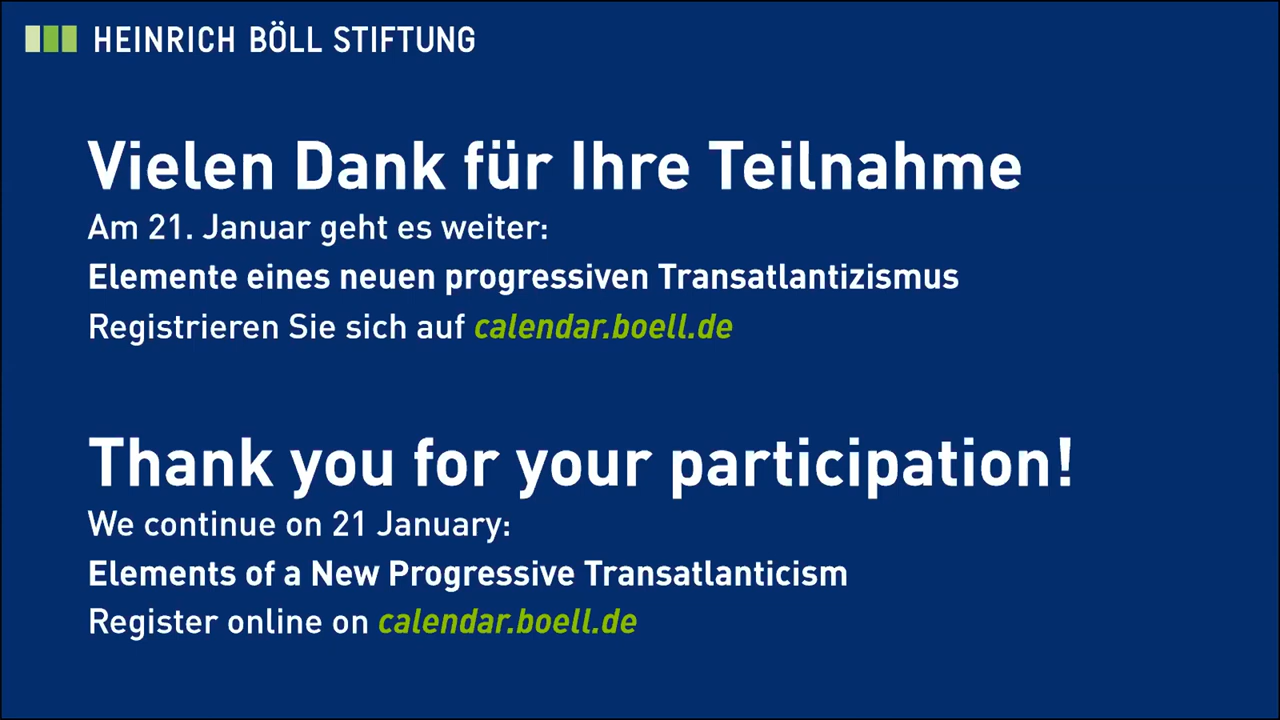 HEINRICH BÖLL STIFTUNG
Vielen Dank für Ihre Teilnahme
Am 21. Januar geht es weiter:
Elemente eines neuen progressiven Transatlantizismus
Registrieren Sie sich auf calendar.boell.de
Thank you for your participation!
We continue on 21 January:
Elements of a New Progressive Transatlanticism
Register online on calendar.boell.de